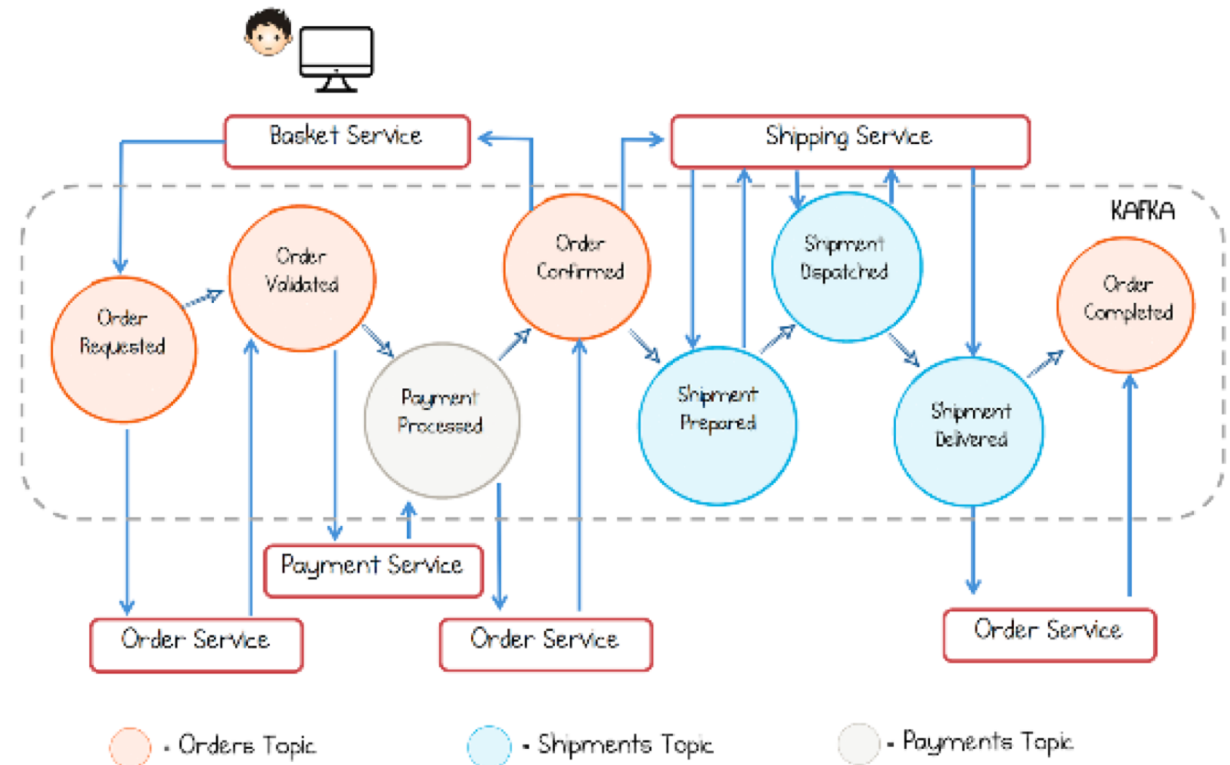 Basket Service
Shipping Service
KAFKA
Order
Requested
Order
Validated
Payment
Processed
Order
Confirmed
Shipment
Prepared
Shipment
Dispatched
Shipment
Delivered
Order
Completed
Payment Service
Order Service
Order Service
Order Service
- Orders Topic
- Shipments Topic
- Payments Topic